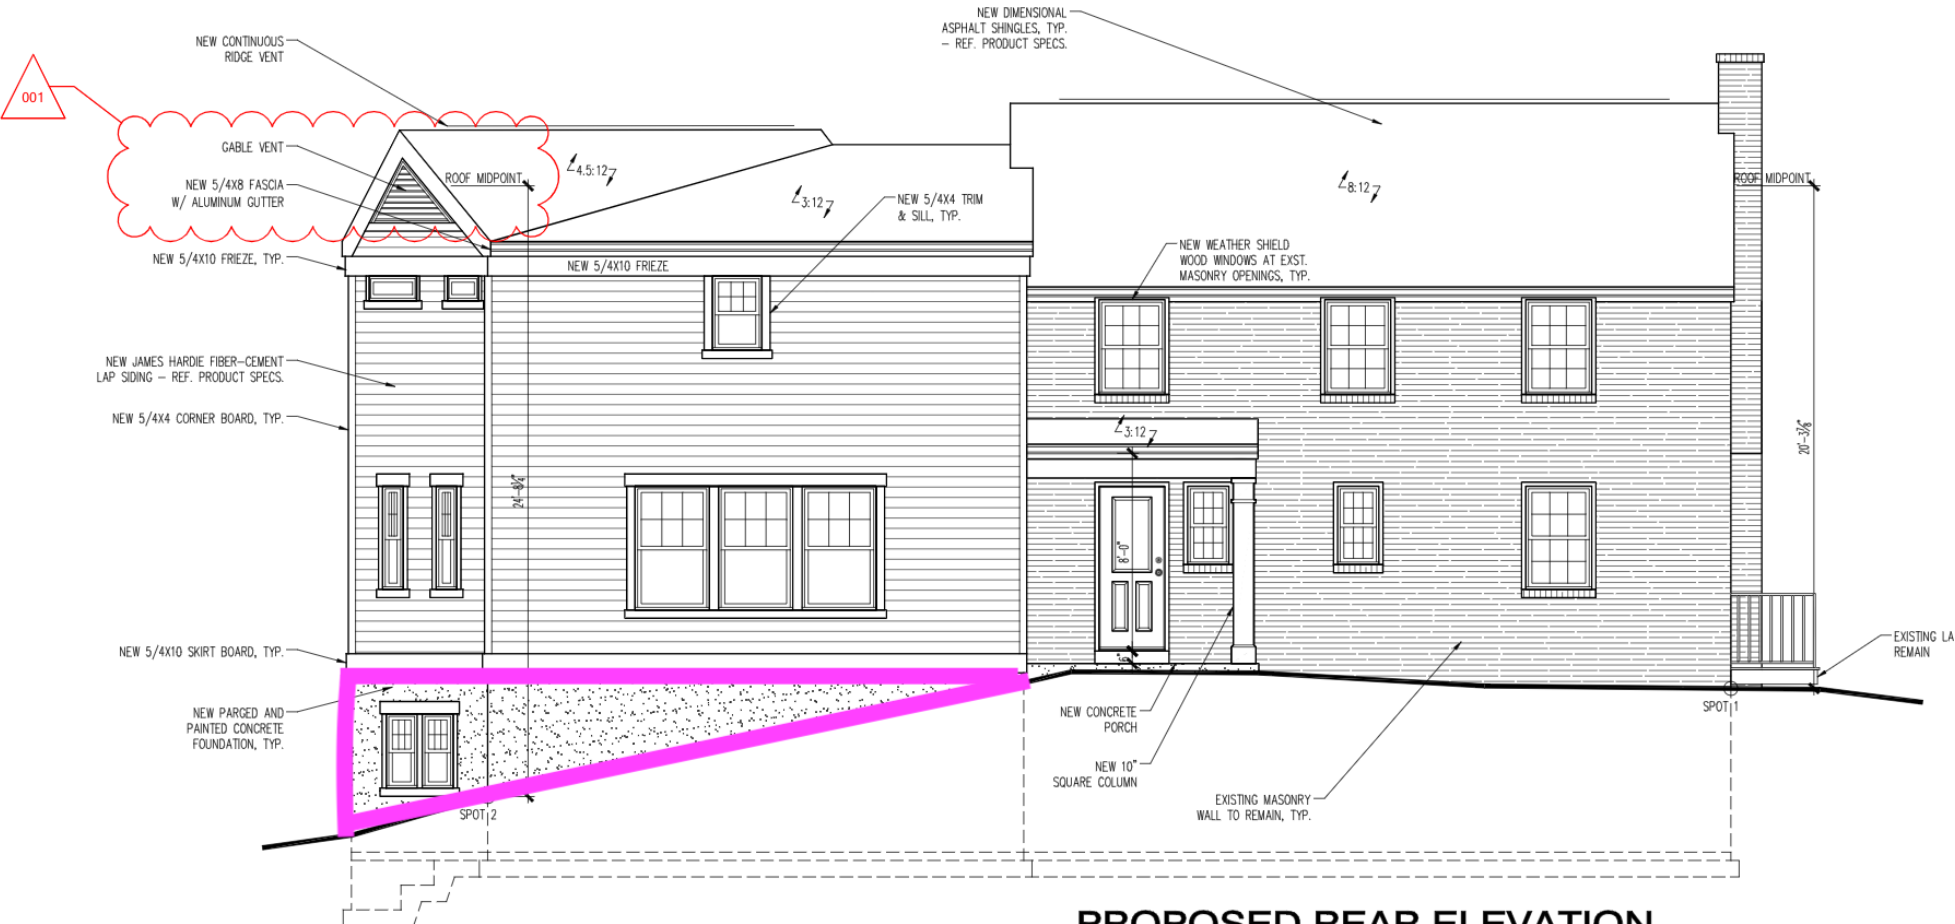 NEW DIMENSIONAL
ASPHALT SHINGLES, TYP.
– REF. PRODUCT SPECS.
NEW CONTINUOUS
RIDGE VENT
001
GABLE VENT
NEW 5/4X8 FASCIA
W/ ALUMINUM GUTTER
ROOF MIDPOINT
4.5:12
3:12
NEW 5/4X4 TRIM
& SILL, TYP.
8:12
ROOF MIDPOINT
NEW 5/4X10 FRIEZE, TYP.
NEW 5/4X10 FRIEZE
NEW WEATHER SHIELD
WOOD WINDOWS AT EXST.
MASONRY OPENINGS, TYP.
NEW JAMES HARDIE FIBER–CEMENT
LAP SIDING – REF. PRODUCT SPECS.
NEW 5/4X4 CORNER BOARD, TYP.
3:12
20'-3⅞"
24'-8¼"
8'-0"
6"
NEW 5/4X10 SKIRT BOARD, TYP.
EXISTING LA
REMAIN
NEW PARGED AND
PAINTED CONCRETE
FOUNDATION, TYP.
NEW CONCRETE
PORCH
SPOT 1
NEW 10"
SQUARE COLUMN
EXISTING MASONRY
WALL TO REMAIN, TYP.
SPOT 2
PROPOSED REAR ELEVATION